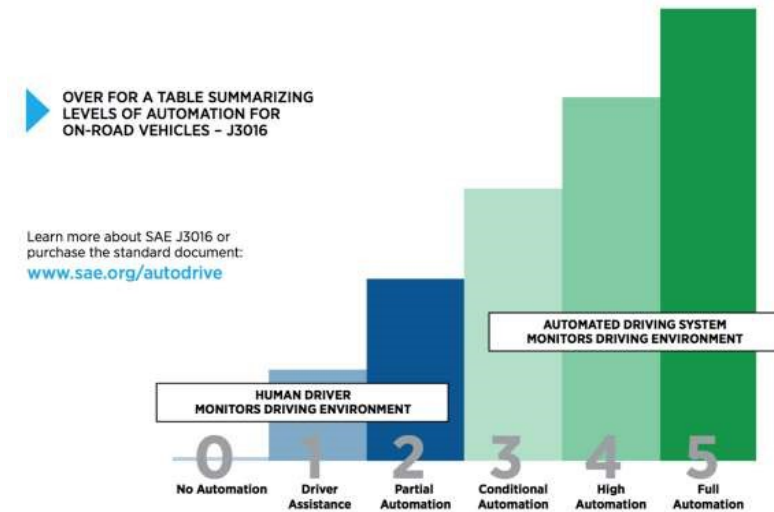 OVER FOR A TABLE SUMMARIZING
LEVELS OF AUTOMATION FOR
ON-ROAD VEHICLES – J3016
Learn more about SAE J3016 or
purchase the standard document:
www.sae.org/autodrive
AUTOMATED DRIVING SYSTEM
MONITORS DRIVING ENVIRONMENT
HUMAN DRIVER
MONITORS DRIVING ENVIRONMENT
0
No Automation
1
Driver
Assistance
2
Partial
Automation
3
Conditional
Automation
4
High
Automation
5
Full
Automation